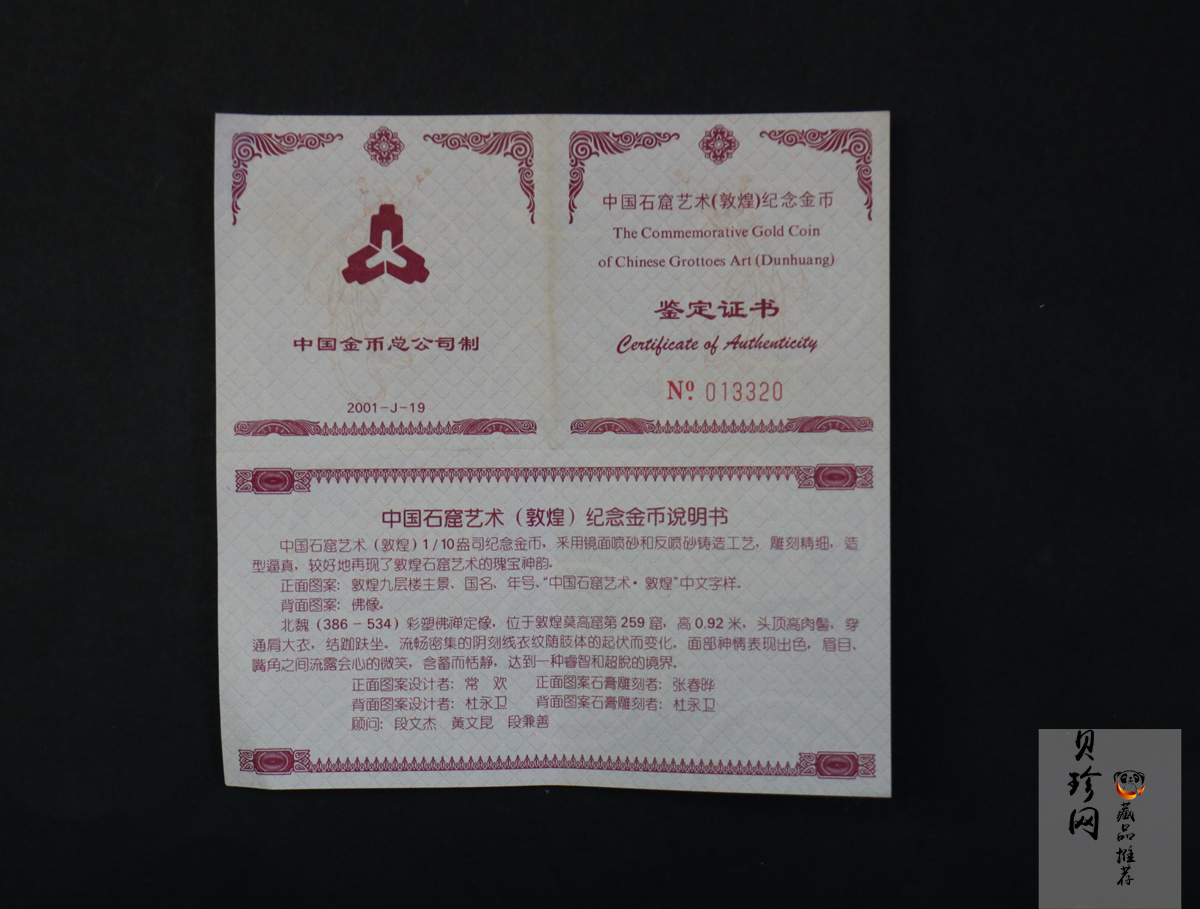 中国金币总公司制
2001-J-19
中国石窟艺术(敦煌)纪念金币
The Commemorative Gold Coin
of Chinese Grottoes Art (Dunhuang)
鉴定证书
Certificate of Authenticity
Nº 013320
中国石窟艺术（敦煌）纪念金币说明书
中国石窟艺术（敦煌）1/10盎司纪念金币，采用镜面喷砂和反喷砂铸造工艺，雕刻精细，造
型逼真，较好地再现了敦煌石窟艺术的瑰宝神韵。
正面图案：敦煌九层楼主景、国名、年号，“中国石窟艺术·敦煌”中文字样。
背面图案：佛像。
北魏（386－534）彩塑佛禅定像，位于敦煌莫高窟第259窟，高0.92米，头顶高肉髻，穿
通肩大衣，结跏趺坐。流畅密集的阴刻线衣纹随肢体的起伏而变化，面部神情表现出色，眉目、
嘴角之间流露会心的微笑，含蓄而恬静，达到一种睿智和超脱的境界。
正面图案设计者：常 欢 正面图案石膏雕刻者：张春晔
背面图案设计者：杜永卫 背面图案石膏雕刻者：杜永卫
顾问：段文杰 黄文昆 段兼善
贝珍网
藏品推荐